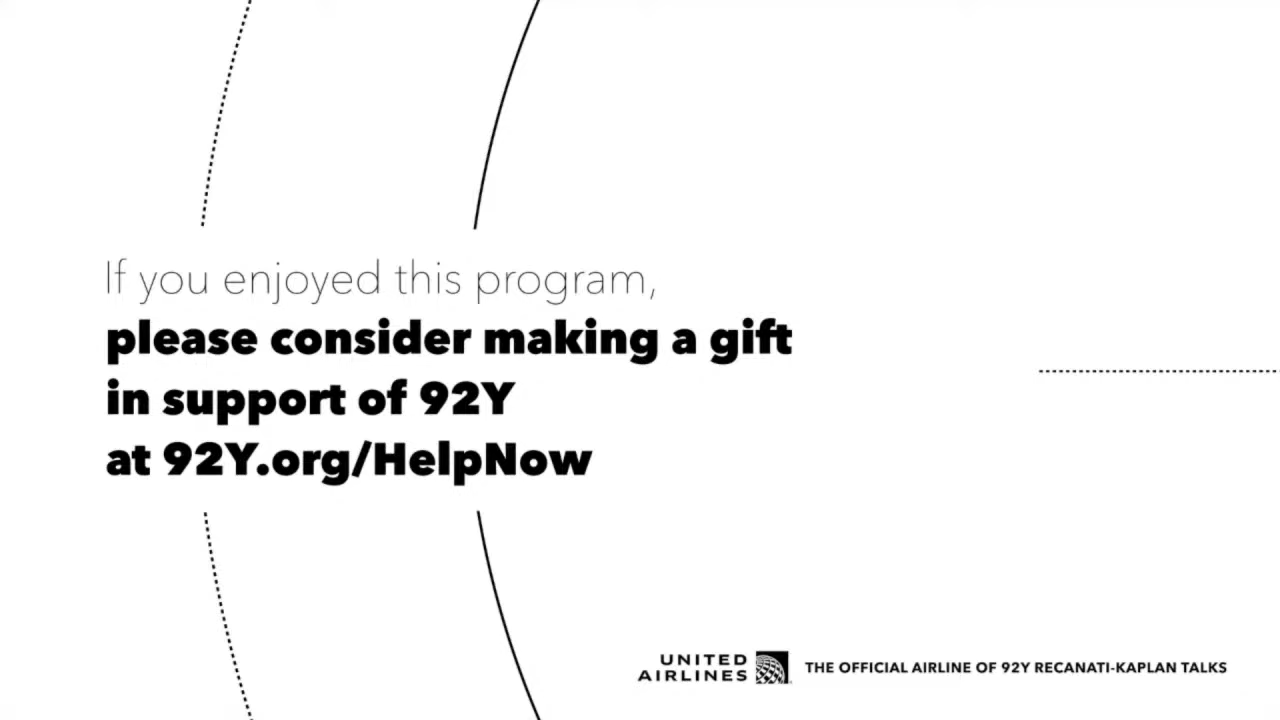 If you enjoyed this program,
please consider making a gift
in support of 92Y
at 92Y.org/HelpNow
UNITED
AIRLINES
THE OFFICIAL AIRLINE OF 92Y RECANATI-KAPLAN TALKS